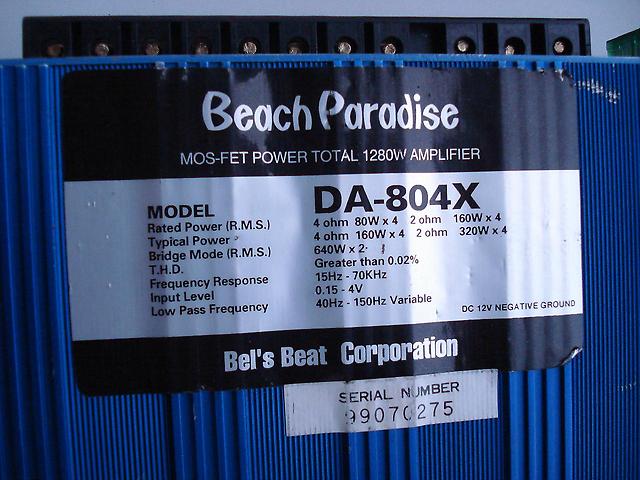 Beach Paradise
MOS-FET POWER TOTAL 1280W AMPLIFIER
MODEL DA-804X
Rated Power (R.M.S.) 4 ohm 80W x 4 2 ohm 160W x 4
Typical Power 4 ohm 160W x 4 2 ohm 320W x 4
Bridge Mode (R.M.S.) 640W x 2
T.H.D. Greater than 0.02%
Frequency Response 15Hz - 70KHz
Input Level 0.15 - 4V
Low Pass Frequency 40Hz - 150Hz Variable
DC 12V NEGATIVE GROUND
Bel's Beat Corporation
SERIAL NUMBER
99070275